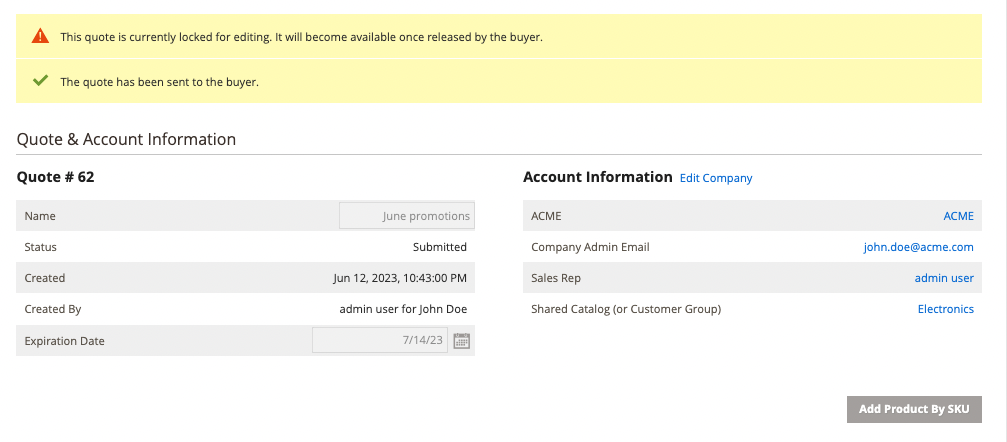 This quote is currently locked for editing. It will become available once released by the buyer.
The quote has been sent to the buyer.
Quote & Account Information
Quote # 62
Name June promotions
Status Submitted
Created Jun 12, 2023, 10:43:00 PM
Created By admin user for John Doe
Expiration Date 7/14/23
Account Information Edit Company
ACME ACME
Company Admin Email john.doe@acme.com
Sales Rep admin user
Shared Catalog (or Customer Group) Electronics
Add Product By SKU